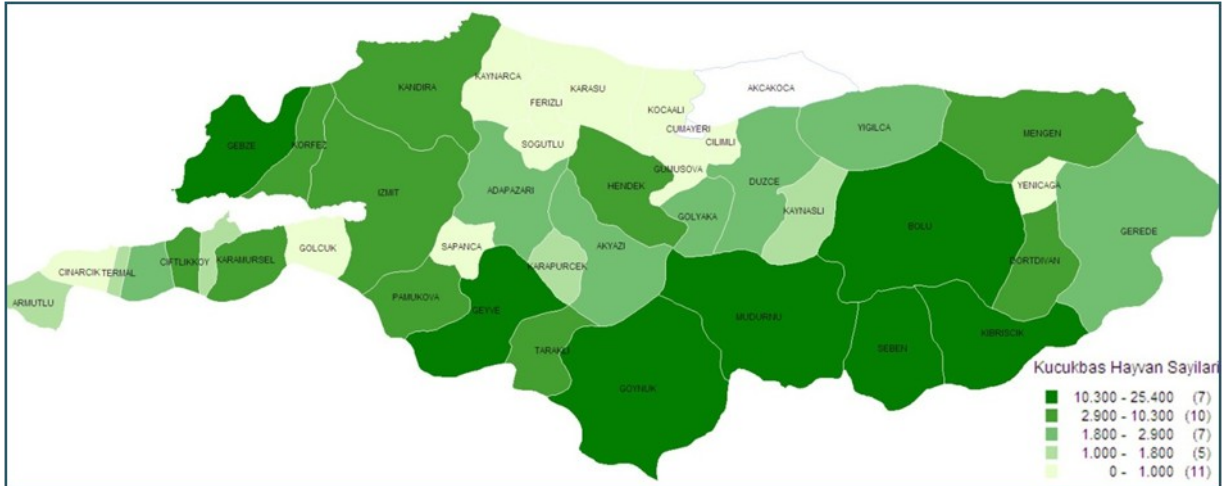 AKCAKOCA
KAYNARCA
KANDIRA
KARASU
FERIZLI
KOCAALI
CUMAYERI
YIGILCA
MENGEN
GEBZE
KORFEZ
SOGUTLU
CILIMLI
GUMUSOVA
DUZCE
HENDEK
YENICAGA
IZMIT
ADAPAZARI
KAYNASLI
GOLYAKA
BOLU
GEREDE
GOLCUK
SAPANCA
AKYAZI
CIFTLIKKOY
KARAMURSEL
DORTDIVAN
CINARCIK
TERMAL
KARAPURCEK
ARMUTLU
PAMUKOVA
GEYVE
MUDURNU
KIBRISCIK
SEBEN
TARAKLI
GOYNUK
Kucukbas Hayvan Sayilari
10.300 - 25.400 (7)
2.900 - 10.300 (10)
1.800 - 2.900 (7)
1.000 - 1.800 (5)
0 - 1.000 (11)